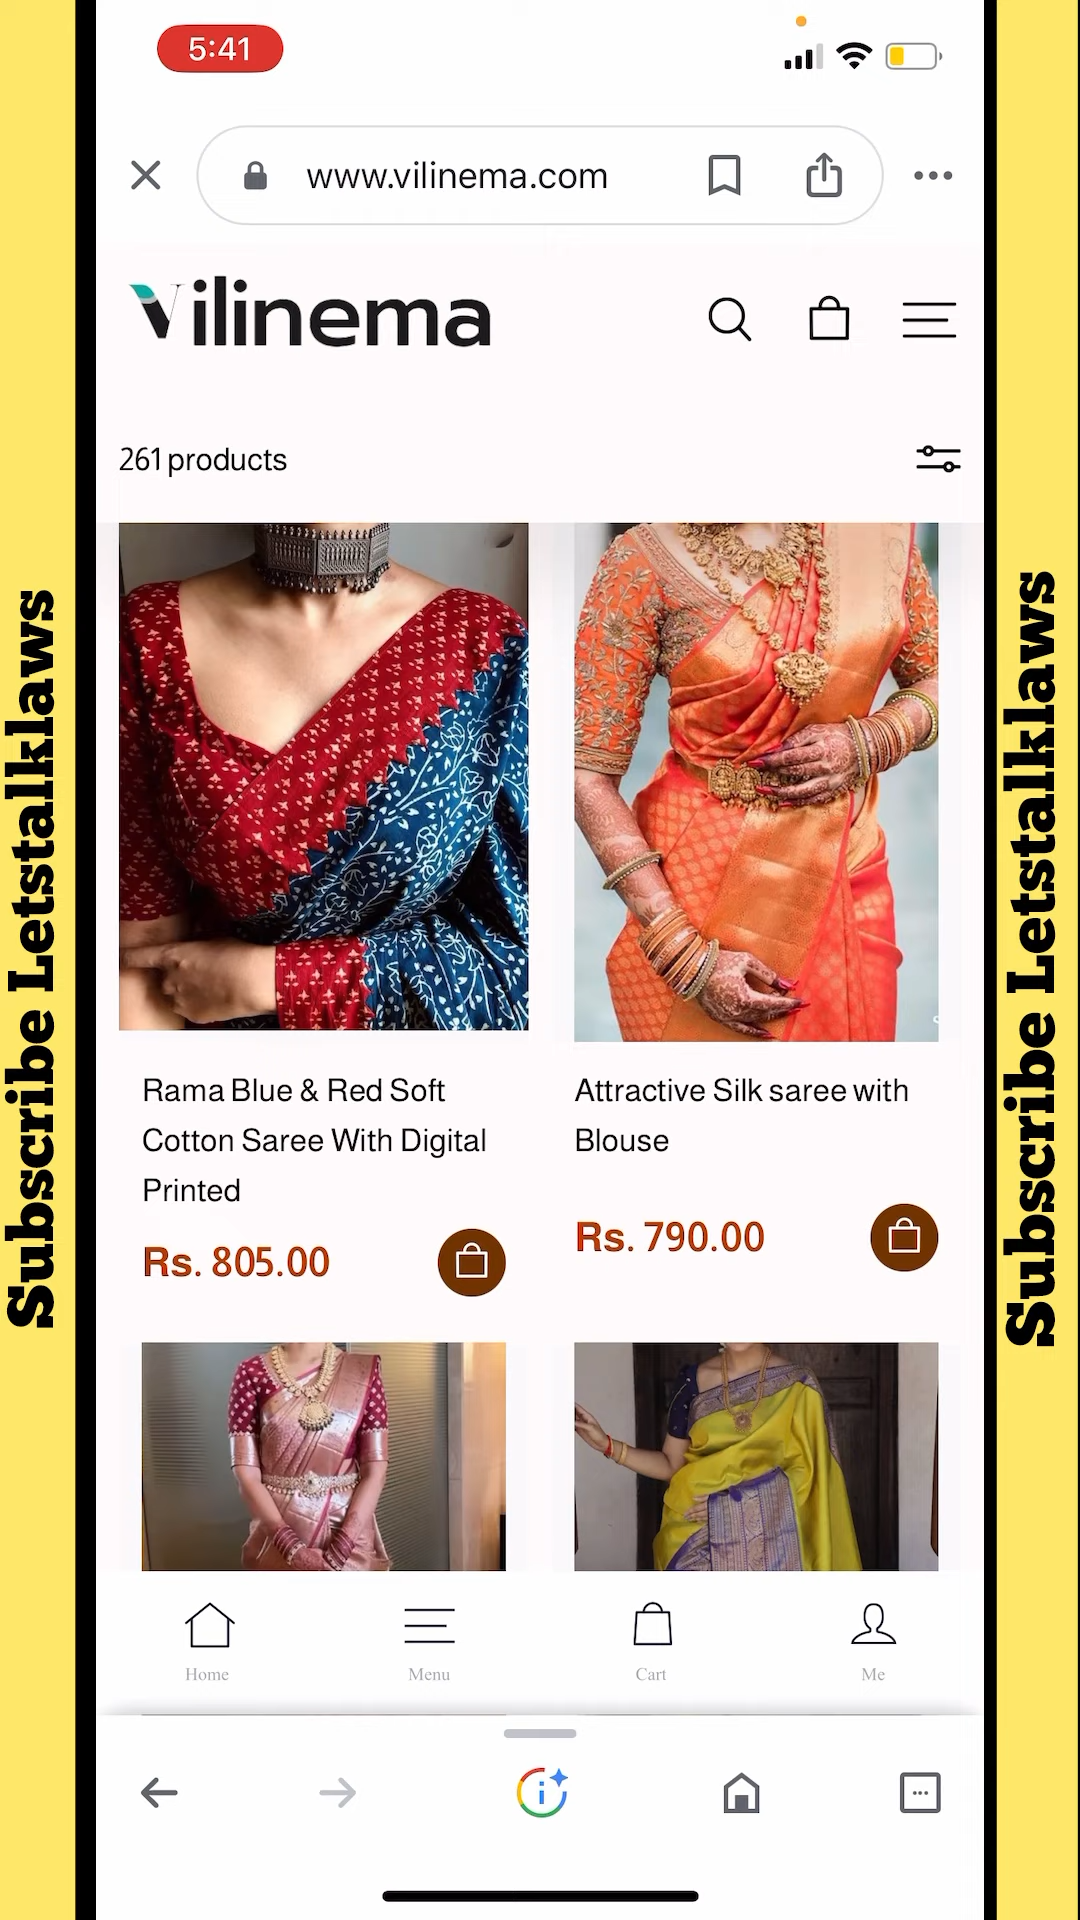 5:41
www.vilinema.com
Vilinema
261 products
Rama Blue & Red Soft
Cotton Saree With Digital
Printed
Rs. 805.00
Attractive Silk saree with
Blouse
Rs. 790.00
Home
Menu
Cart
Me
Subscribe Letstalklaws
Subscribe Letstalklaws